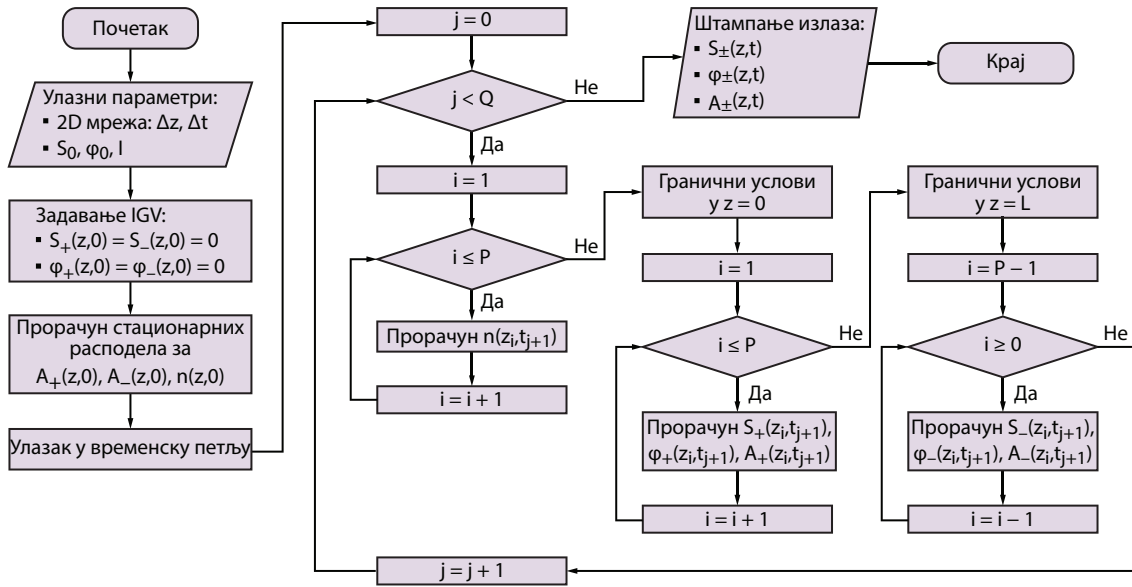 Почетак
Улазни параметри:
▪ 2D мрежа: Δz, Δt
▪ S₀, φ₀, I
Задавање IGV:
▪ S₊(z,0) = S₋(z,0) = 0
▪ φ₊(z,0) = φ₋(z,0) = 0
Прорачун стационарних
расподела за
A₊(z,0), A₋(z,0), n(z,0)
Улазак у временску петљу
j = 0
j < Q
Не
Да
Штампање излаза:
▪ S±(z,t)
▪ φ±(z,t)
▪ A±(z,t)
Крај
i = 1
i ≤ P
Не
Да
Прорачун n(zᵢ,tⱼ₊₁)
i = i + 1
Гранични услови
у z = 0
i = 1
i ≤ P
Не
Да
Прорачун S₊(zᵢ,tⱼ₊₁),
φ₊(zᵢ,tⱼ₊₁), A₊(zᵢ,tⱼ₊₁)
i = i + 1
Гранични услови
у z = L
i = P − 1
i ≥ 0
Не
Да
Прорачун S₋(zᵢ,tⱼ₊₁),
φ₋(zᵢ,tⱼ₊₁), A₋(zᵢ,tⱼ₊₁)
i = i − 1
j = j + 1